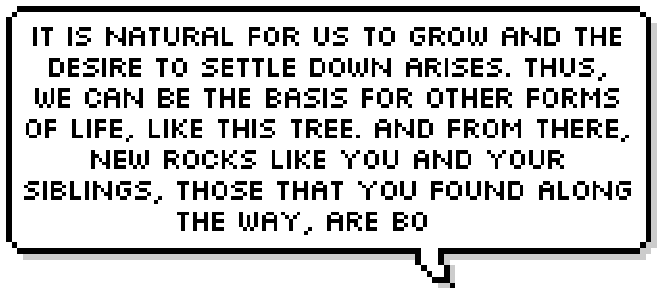 IT IS NATURAL FOR US TO GROW AND THE
DESIRE TO SETTLE DOWN ARISES. THUS,
WE CAN BE THE BASIS FOR OTHER FORMS
OF LIFE, LIKE THIS TREE. AND FROM THERE,
NEW ROCKS LIKE YOU AND YOUR
SIBLINGS, THOSE THAT YOU FOUND ALONG
THE WAY, ARE BO